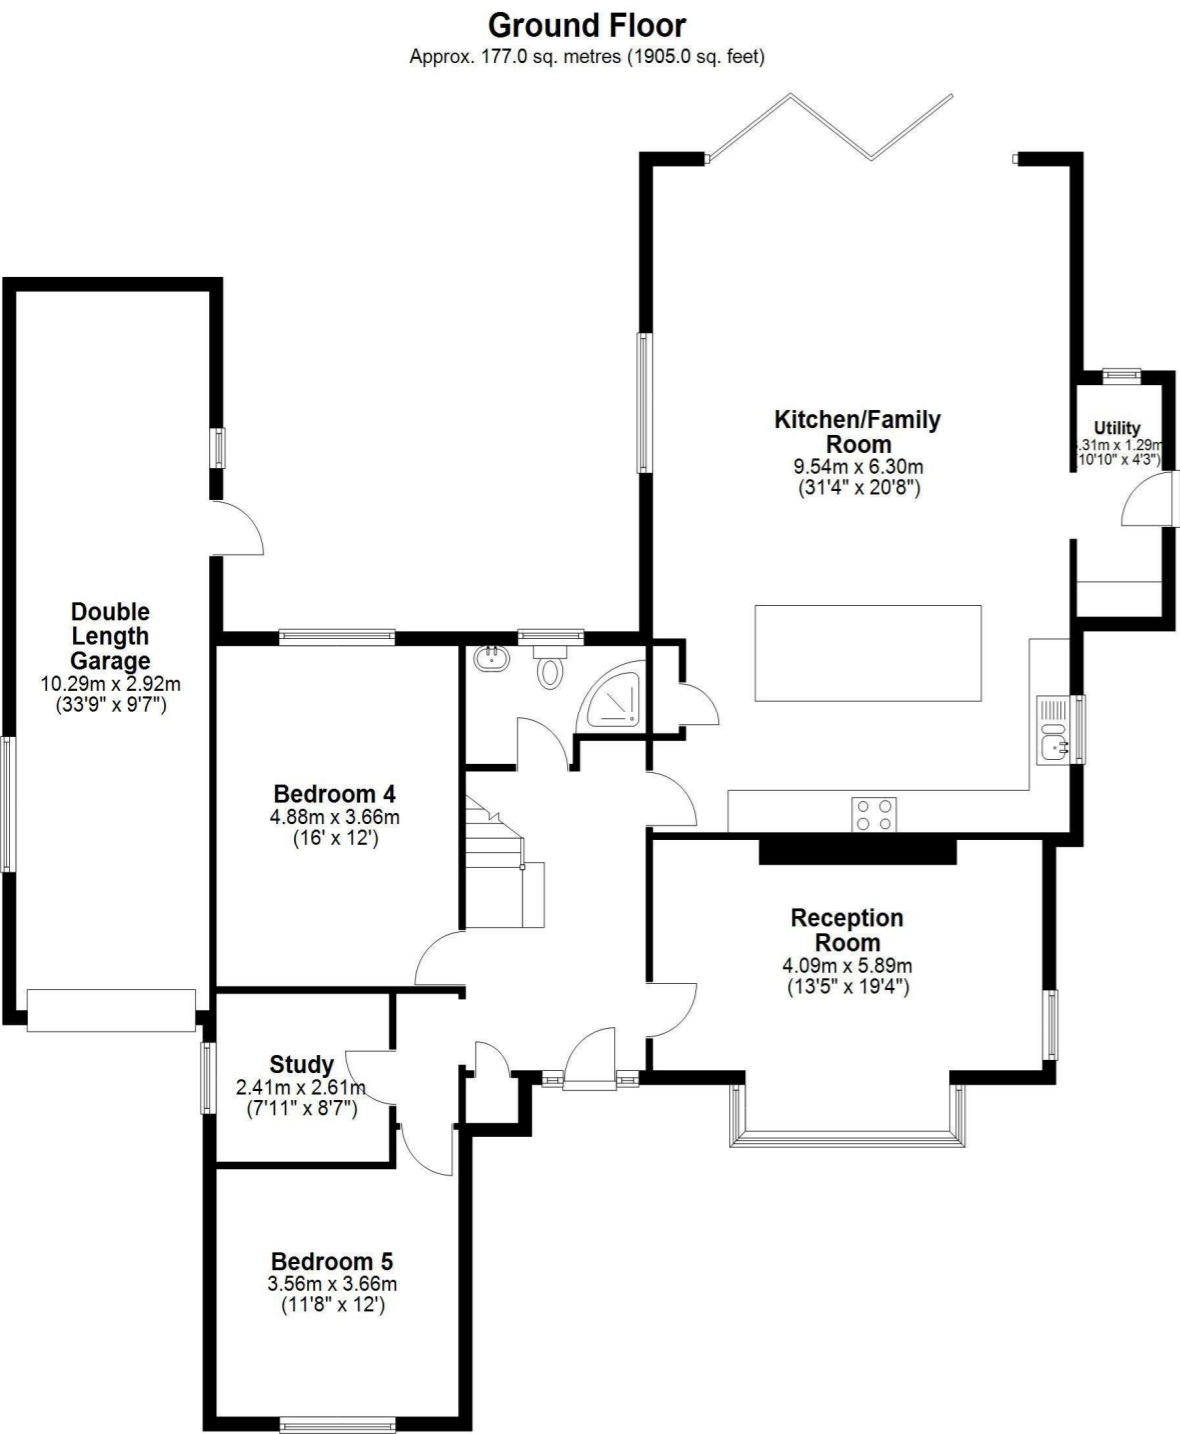 Ground Floor
Approx. 177.0 sq. metres (1905.0 sq. feet)
Kitchen/Family
Room
9.54m x 6.30m
(31'4" x 20'8")
Utility
.31m x 1.29m
(10'10" x 4'3")
Double
Length
Garage
10.29m x 2.92m
(33'9" x 9'7")
Bedroom 4
4.88m x 3.66m
(16' x 12')
Reception
Room
4.09m x 5.89m
(13'5" x 19'4")
Study
2.41m x 2.61m
(7'11" x 8'7")
Bedroom 5
3.56m x 3.66m
(11'8" x 12')